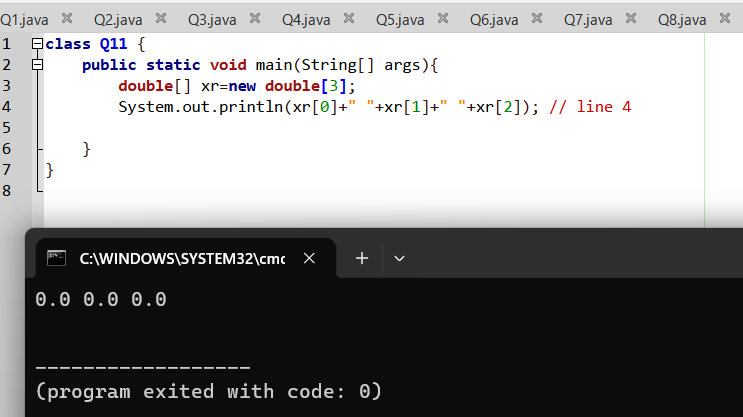 Q1.java Q2.java Q3.java Q4.java Q5.java Q6.java Q7.java Q8.java
1 class Q11 {
2 public static void main(String[] args){
3 double[] xr=new double[3];
4 System.out.println(xr[0]+" "+xr[1]+" "+xr[2]); // line 4
5
6 }
7 }
8
C:\WINDOWS\SYSTEM32\cmd
0.0 0.0 0.0
------------------
(program exited with code: 0)